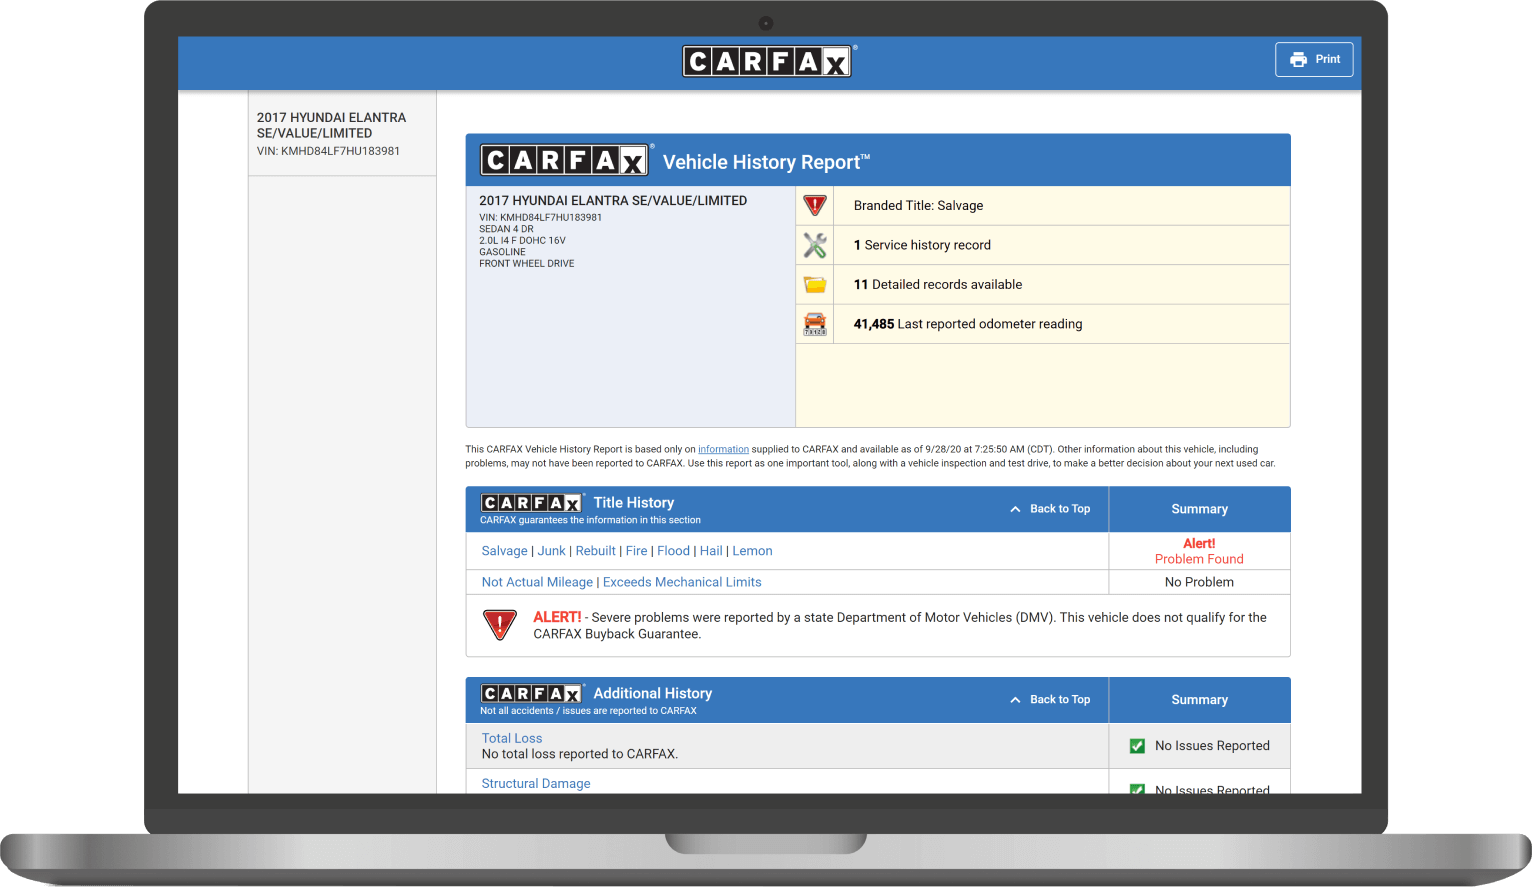 CARFAX®
Print
2017 HYUNDAI ELANTRA
SE/VALUE/LIMITED
VIN: KMHD84LF7HU183981
CARFAX® Vehicle History Report™
2017 HYUNDAI ELANTRA SE/VALUE/LIMITED
VIN: KMHD84LF7HU183981
SEDAN 4 DR
2.0L I4 F DOHC 16V
GASOLINE
FRONT WHEEL DRIVE
Branded Title: Salvage
1 Service history record
11 Detailed records available
41,485 Last reported odometer reading
This CARFAX Vehicle History Report is based only on information supplied to CARFAX and available as of 9/28/20 at 7:25:50 AM (CDT). Other information about this vehicle, including
problems, may not have been reported to CARFAX. Use this report as one important tool, along with a vehicle inspection and test drive, to make a better decision about your next used car.
CARFAX® Title History
CARFAX guarantees the information in this section
Back to Top
Summary
Salvage | Junk | Rebuilt | Fire | Flood | Hail | Lemon
Alert!
Problem Found
Not Actual Mileage | Exceeds Mechanical Limits
No Problem
ALERT! - Severe problems were reported by a state Department of Motor Vehicles (DMV). This vehicle does not qualify for the
CARFAX Buyback Guarantee.
CARFAX® Additional History
Not all accidents / issues are reported to CARFAX
Back to Top
Summary
Total Loss
No total loss reported to CARFAX.
No Issues Reported
Structural Damage
No Issues Reported